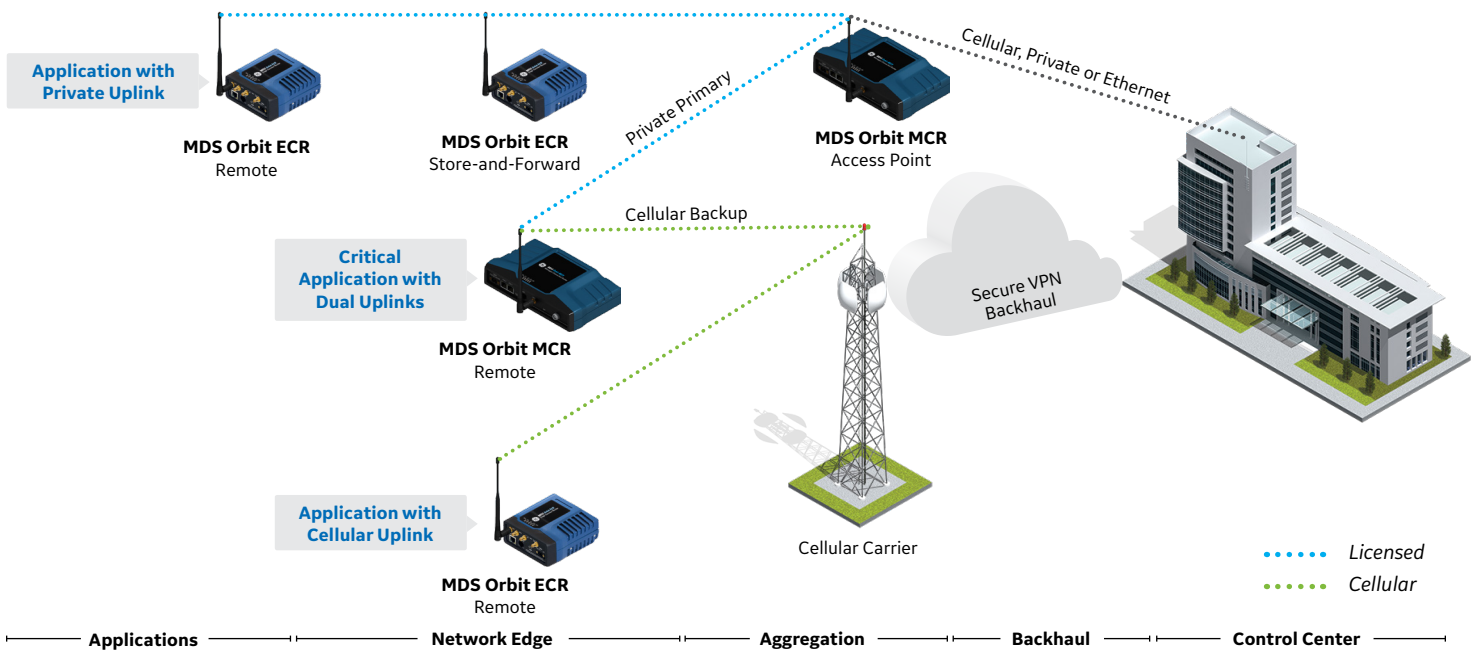 Application with
Private Uplink
MDS Orbit ECR
Remote
MDS Orbit ECR
Store-and-Forward
MDS Orbit MCR
Access Point
Cellular, Private or Ethernet
Private Primary
Cellular Backup
Critical
Application with
Dual Uplinks
MDS Orbit MCR
Remote
Secure VPN
Backhaul
Application with
Cellular Uplink
MDS Orbit ECR
Remote
Cellular Carrier
Licensed
Cellular
Applications
Network Edge
Aggregation
Backhaul
Control Center